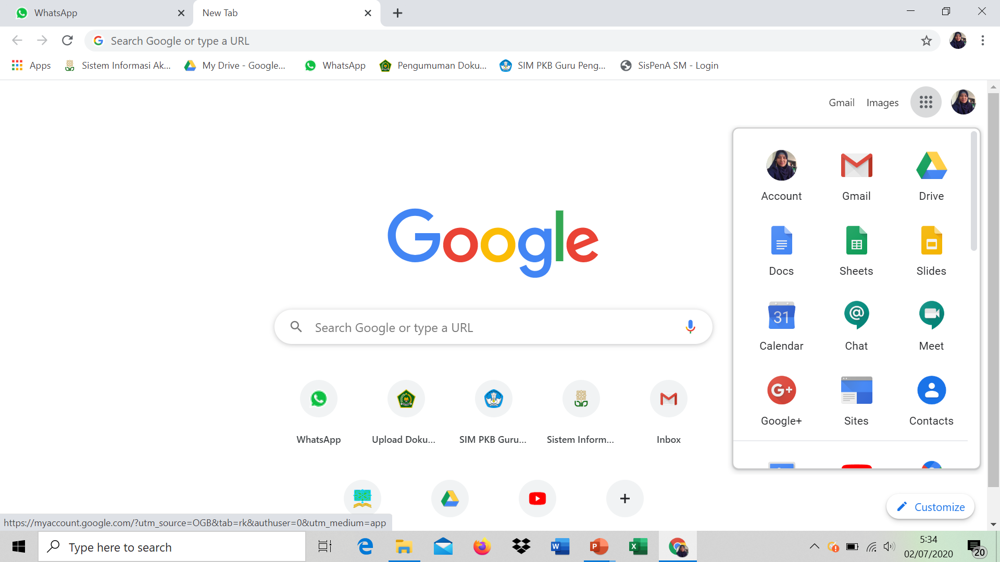 WhatsApp
New Tab
Search Google or type a URL
Apps
Sistem Informasi Ak...
My Drive - Google...
WhatsApp
Pengumuman Doku...
SIM PKB Guru Peng...
SisPenA SM - Login
Gmail
Images
Account
Gmail
Drive
Docs
Sheets
Slides
31
Calendar
Chat
Meet
G+
Google+
Sites
Contacts
Google
Search Google or type a URL
WhatsApp
Upload Doku...
SIM PKB Guru...
Sistem Inform...
Inbox
Customize
https://myaccount.google.com/?utm_source=OGB&tab=rk&authuser=0&utm_medium=app
Type here to search
5:34
02/07/2020
20